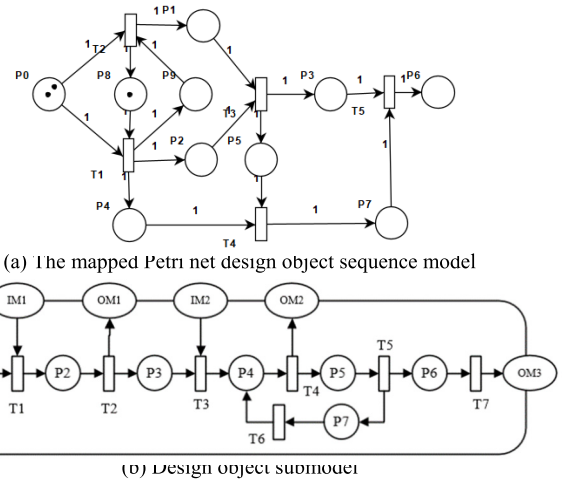 1 P1
1 T2 1 1 1
P0 P8 P9 1 P3 1 1 P6
1 1 1 T3 1 T5
1 P2 P5
T1 1 1 1
P4 1 1 P7
T4
(a) The mapped Petri net design object sequence model
IM1 OM1 IM2 OM2
T5
P2 P3 P4 P5 P6 OM3
T1 T2 T3 T4 T7
T6 P7
(b) Design object submodel